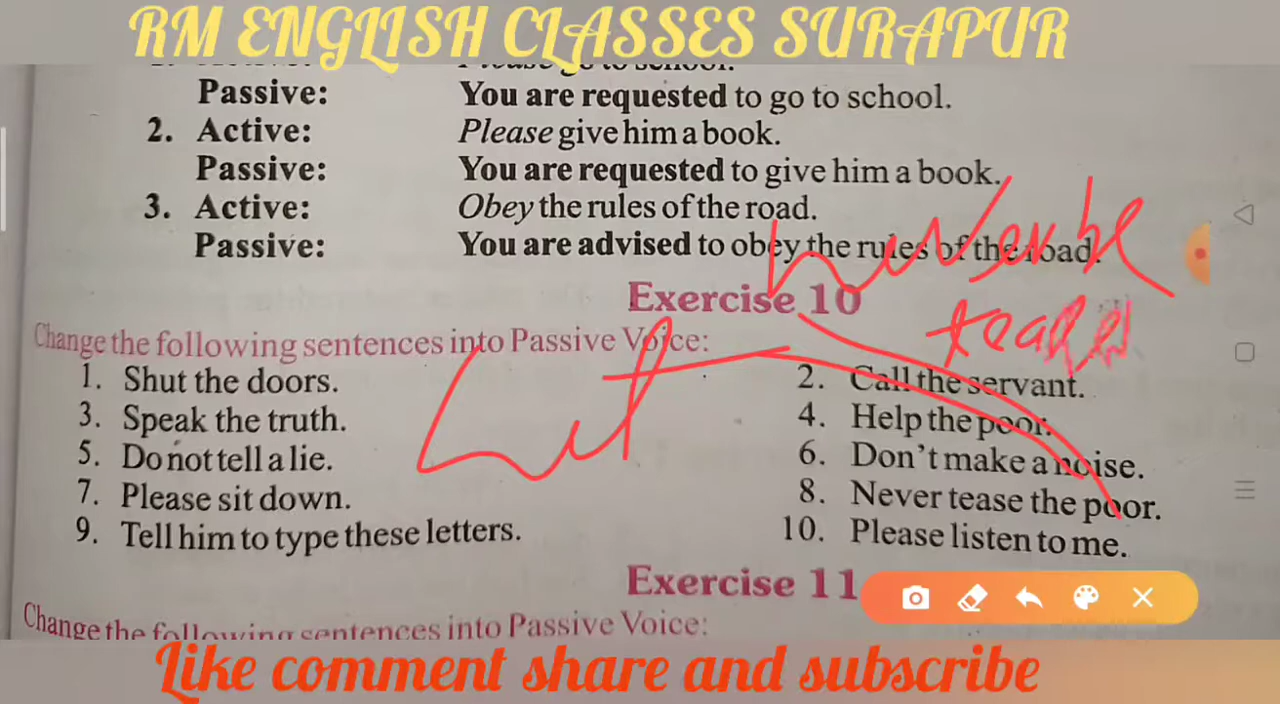 RM ENGLISH CLASSES SURAPUR
Please go to school.
Passive: You are requested to go to school.
2. Active: Please give him a book.
Passive: You are requested to give him a book.
3. Active: Obey the rules of the road.
Passive: You are advised to obey the rules of the road.
Exercise 10
Change the following sentences into Passive Voice:
1. Shut the doors. 2. Call the servant.
3. Speak the truth. 4. Help the poor.
5. Do not tell a lie. 6. Don't make a noise.
7. Please sit down. 8. Never tease the poor.
9. Tell him to type these letters. 10. Please listen to me.
Let
Exercise 11
Change the following sentences into Passive Voice:
Like comment share and subscribe